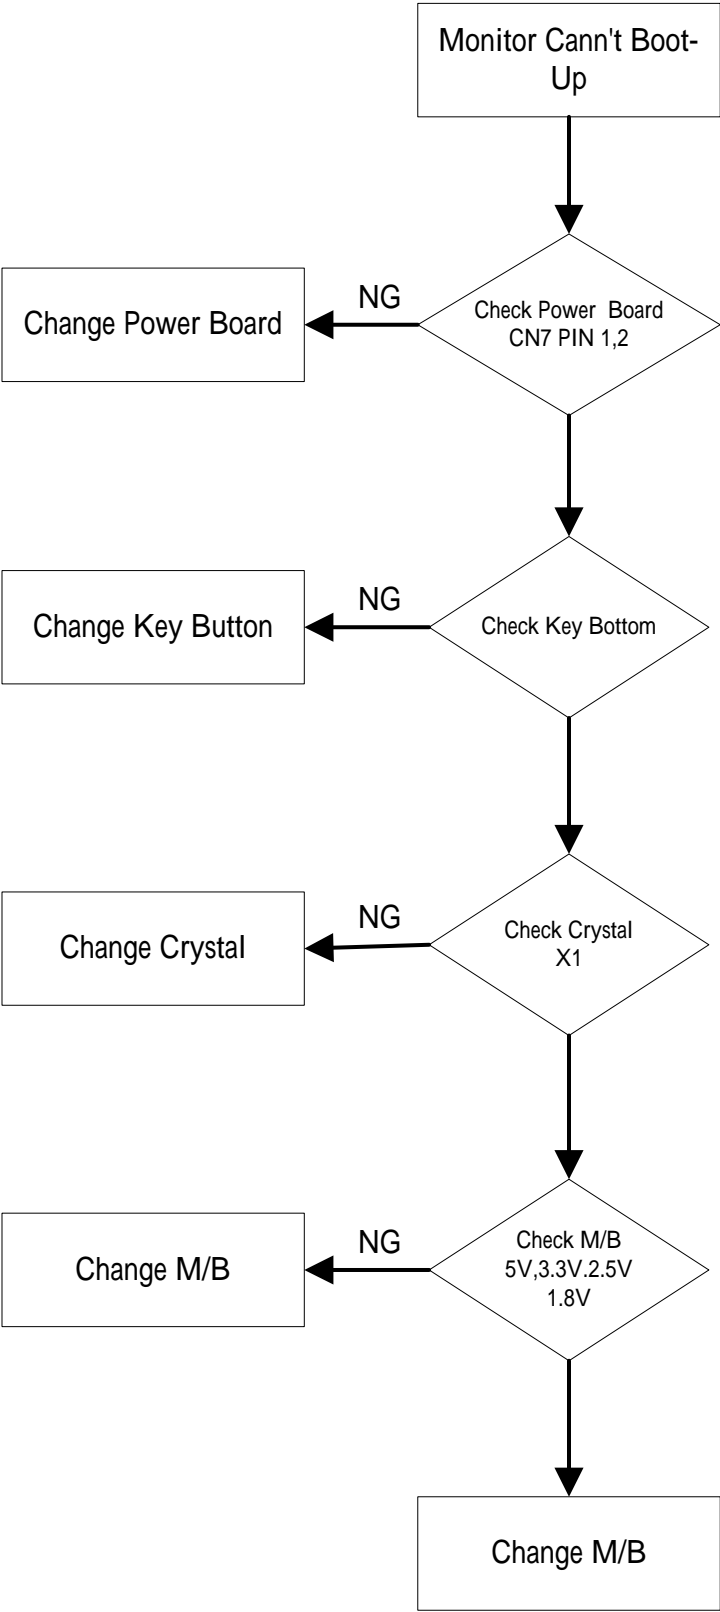 Monitor Cann't Boot-
Up
Check Power Board
CN7 PIN 1,2
NG
Change Power Board
Check Key Bottom
NG
Change Key Button
Check Crystal
X1
NG
Change Crystal
Check M/B
5V,3.3V.2.5V
1.8V
NG
Change M/B
Change M/B